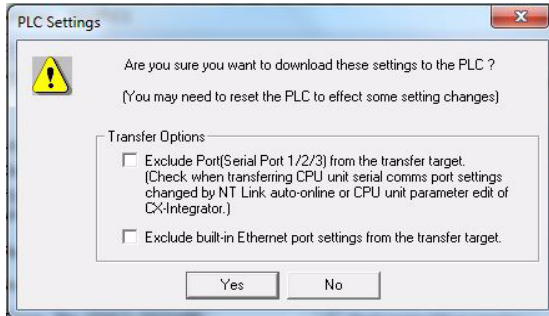 PLC Settings
Are you sure you want to download these settings to the PLC ?
(You may need to reset the PLC to effect some setting changes)
Transfer Options
Exclude Port(Serial Port 1/2/3) from the transfer target.
(Check when transferring CPU unit serial comms port settings
changed by NT Link auto-online or CPU unit parameter edit of
CX-Integrator.)
Exclude built-in Ethernet port settings from the transfer target.
Yes
No